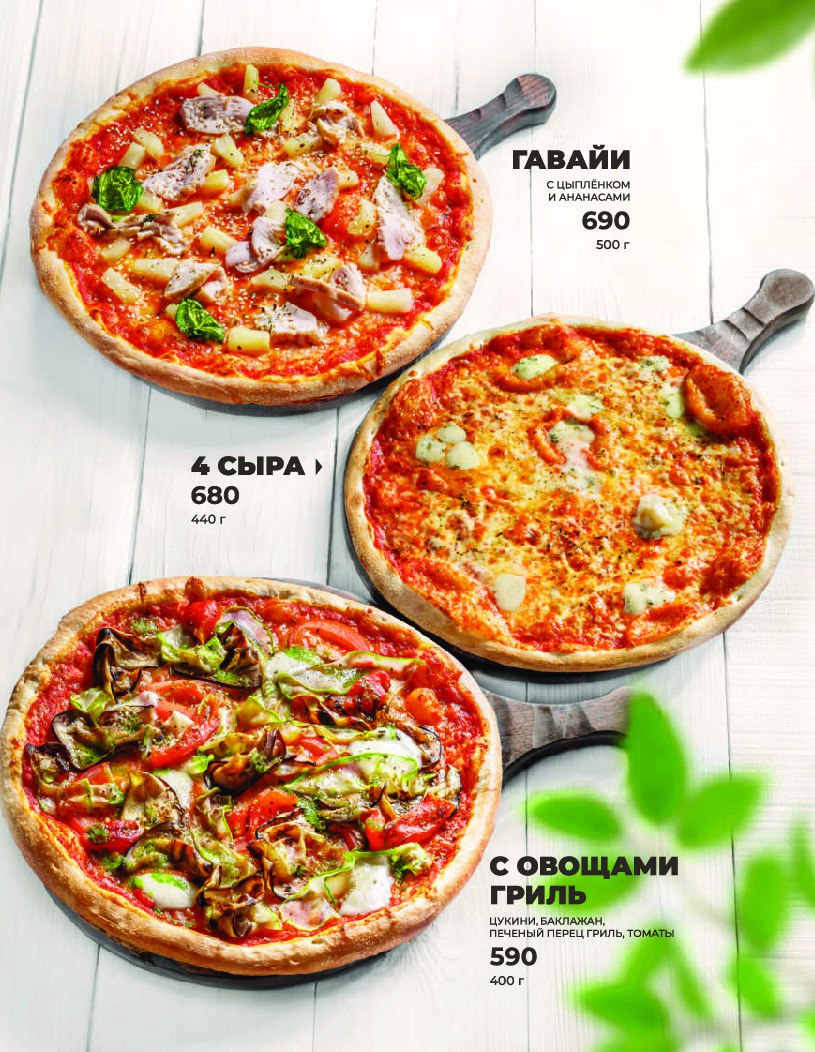 ГАВАЙИ
С ЦЫПЛЁНКОМ
И АНАНАСАМИ
690
500 г
4 СЫРА
680
440 г
С ОВОЩАМИ
ГРИЛЬ
ЦУКИНИ, БАКЛАЖАН,
ПЕЧЕНЫЙ ПЕРЕЦ ГРИЛЬ, ТОМАТЫ
590
400 г